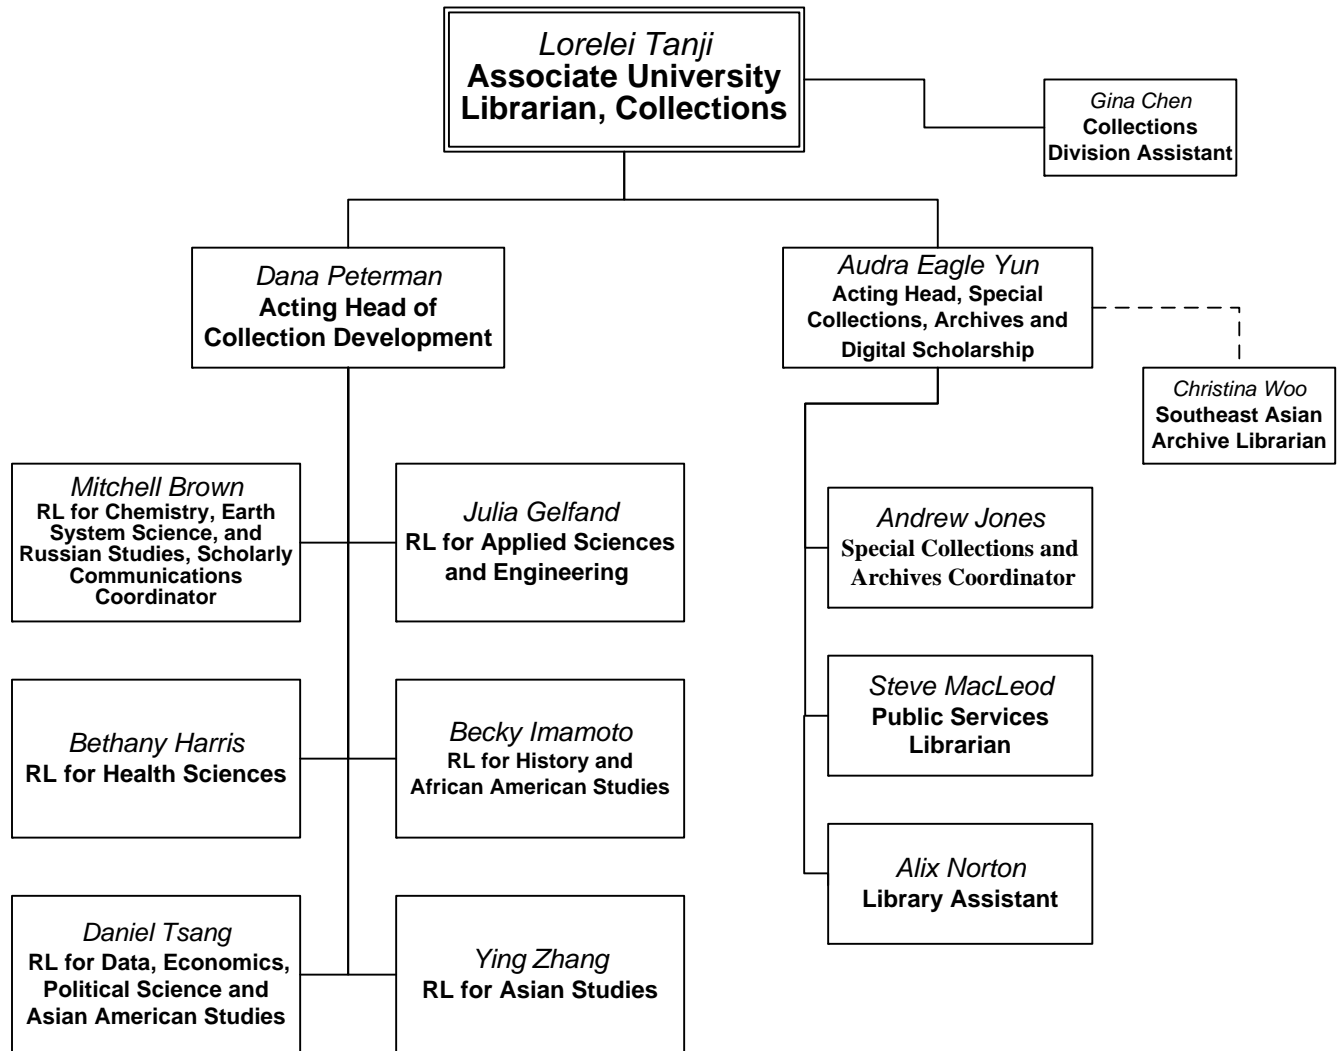 Lorelei Tanji
Associate University
Librarian, Collections
Gina Chen
Collections
Division Assistant
Dana Peterman
Acting Head of
Collection Development
Audra Eagle Yun
Acting Head, Special
Collections, Archives and
Digital Scholarship
Christina Woo
Southeast Asian
Archive Librarian
Mitchell Brown
RL for Chemistry, Earth
System Science, and
Russian Studies, Scholarly
Communications
Coordinator
Julia Gelfand
RL for Applied Sciences
and Engineering
Andrew Jones
Special Collections and
Archives Coordinator
Bethany Harris
RL for Health Sciences
Becky Imamoto
RL for History and
African American Studies
Steve MacLeod
Public Services
Librarian
Daniel Tsang
RL for Data, Economics,
Political Science and
Asian American Studies
Ying Zhang
RL for Asian Studies
Alix Norton
Library Assistant